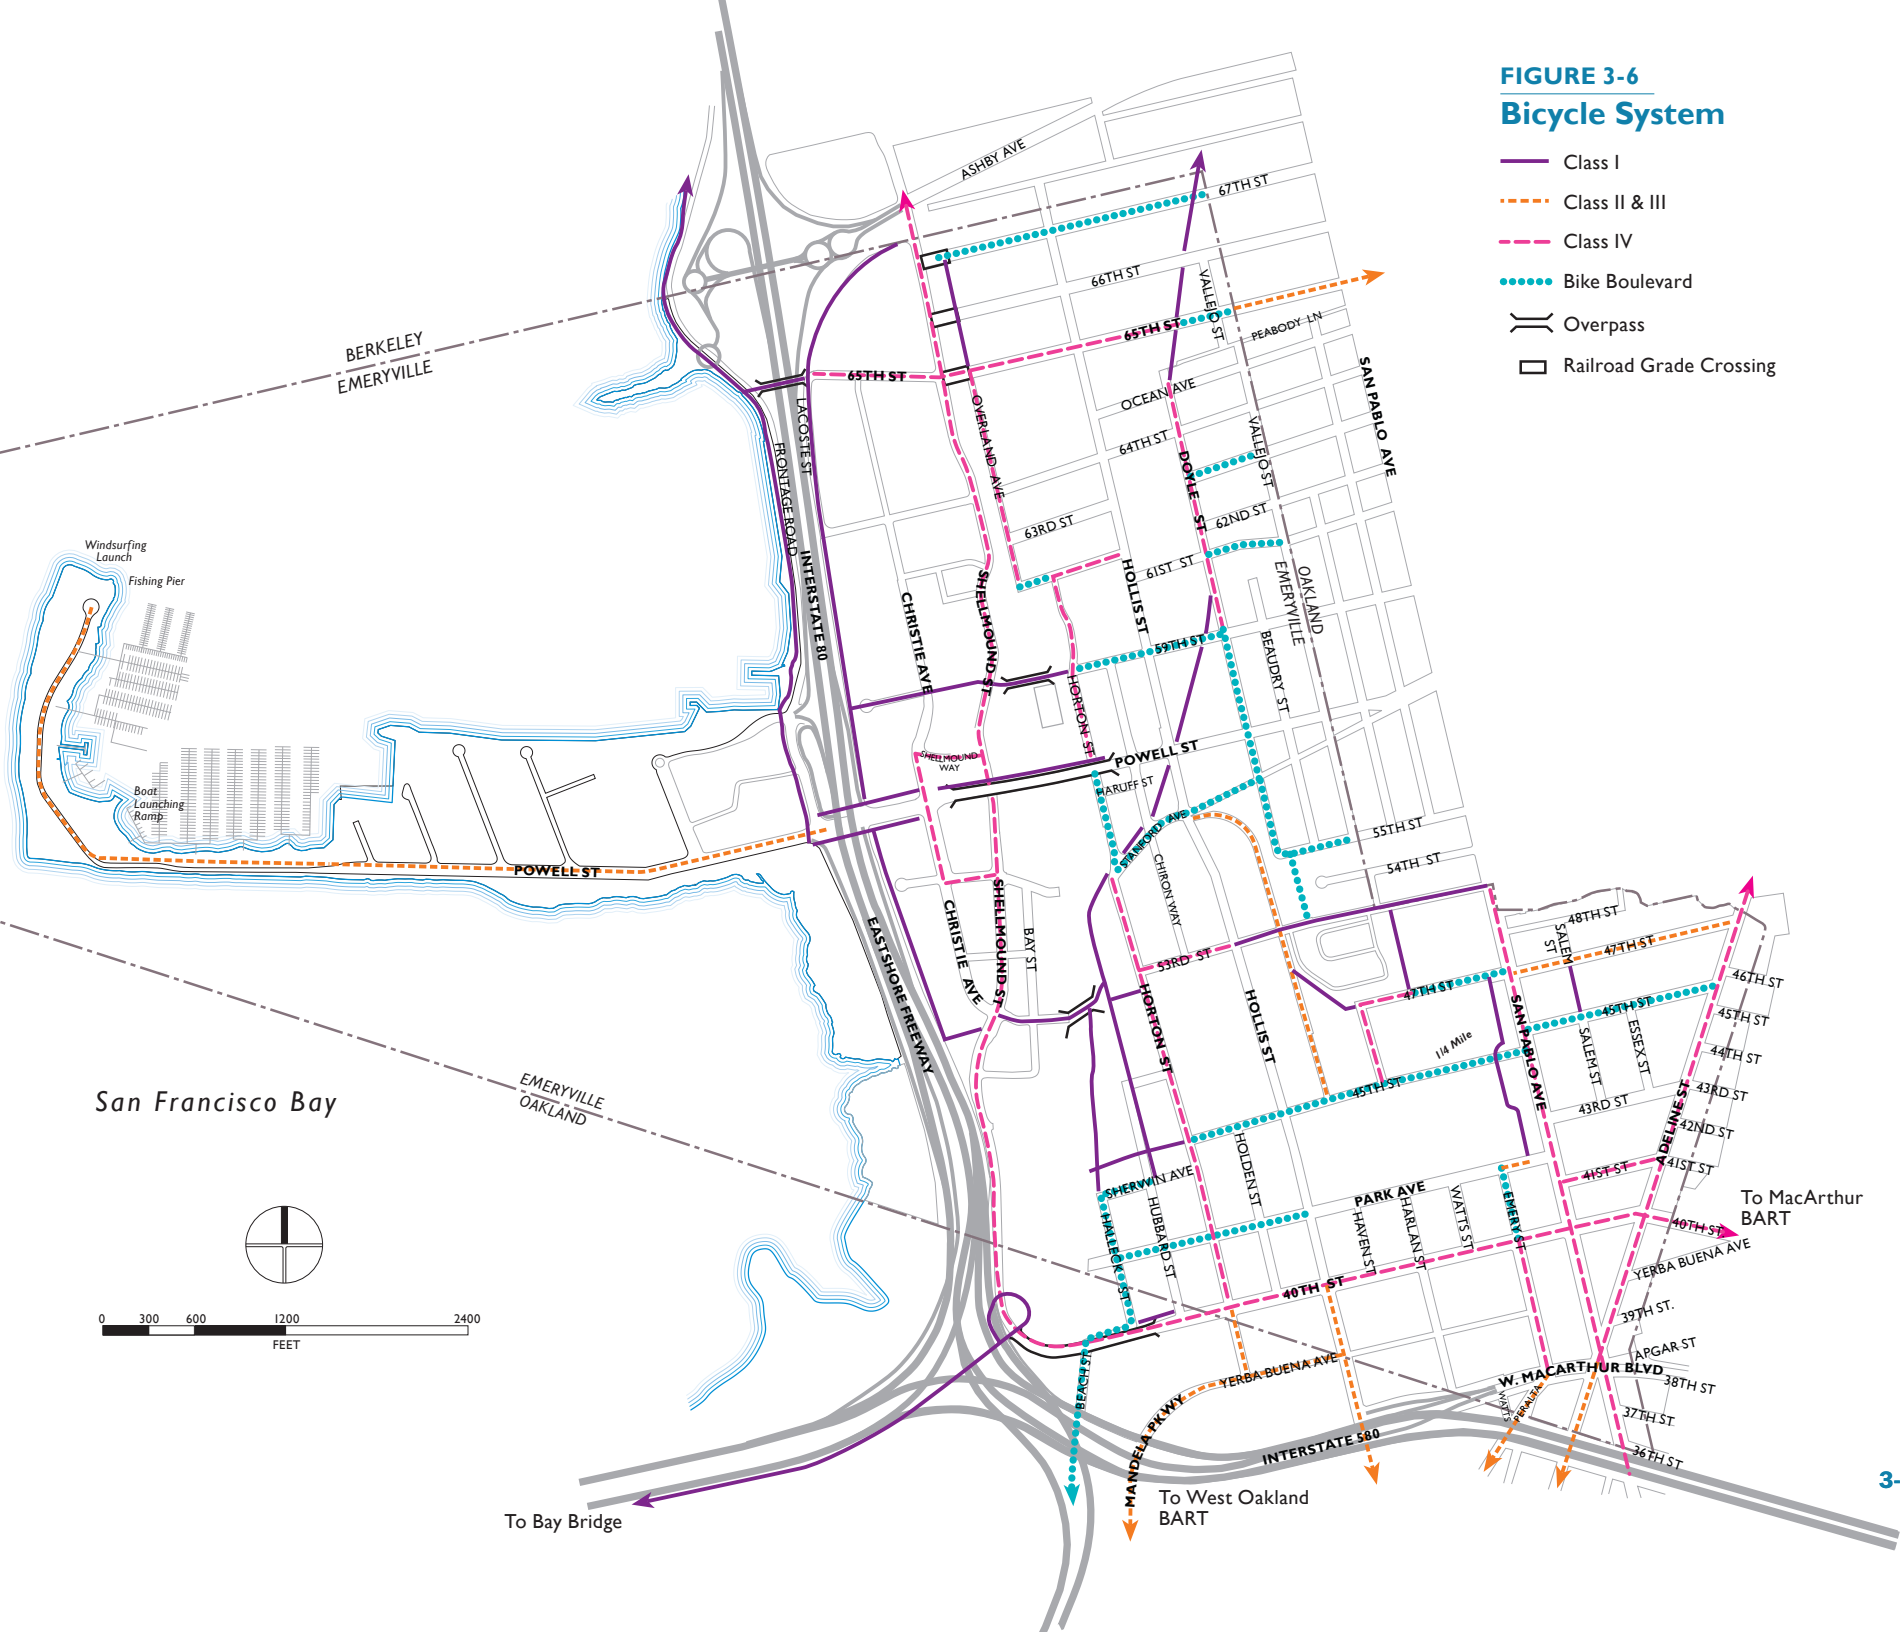 FIGURE 3-6
Bicycle System
Class I
Class II & III
Class IV
Bike Boulevard
Overpass
Railroad Grade Crossing
ASHBY AVE
67TH ST
66TH ST
VALLEJO ST
65TH ST
PEABODY LN
BERKELEY
EMERYVILLE
65TH ST
OCEAN AVE
SAN PABLO AVE
LACOSTE ST
OVERLAND AVE
64TH ST
VALLEJO ST
FRONTAGE ROAD
DOYLE ST
62ND ST
63RD ST
Windsurfing
Launch
Fishing Pier
INTERSTATE 80
61ST ST
HOLLIS ST
OAKLAND
EMERYVILLE
CHRISTIE AVE
SHELLMOUND ST
59TH ST
BEAUDRY ST
HORTON ST
POWELL ST
SHELLMOUND
WAY
HARUFF ST
Boat
Launching
Ramp
STANFORD AVE
55TH ST
54TH ST
CHIRON WAY
POWELL ST
48TH ST
SALEM
ST
47TH ST
EASTSHORE FREEWAY
CHRISTIE AVE
SHELLMOUND ST
BAY ST
53RD ST
46TH ST
47TH ST
45TH ST
45TH ST
HORTON ST
HOLLIS ST
SAN PABLO AVE
SALEM ST
ESSEX ST
1/4 Mile
44TH ST
43RD ST
45TH ST
43RD ST
42ND ST
ADELINE ST
San Francisco Bay
EMERYVILLE
OAKLAND
HOLDEN ST
41ST ST
41ST ST
SHERWIN AVE
PARK AVE
HALLECK ST
HUBBARD ST
HAVEN ST
HARLAN ST
WATTS ST
EMERY ST
To MacArthur
BART
40TH ST
YERBA BUENA AVE
40TH ST
39TH ST.
0 300 600 1200 2400
FEET
APGAR ST
W. MACARTHUR BLVD
38TH ST
YERBA BUENA AVE
BEACH ST
WATTS
PERALTA
37TH ST
MANDELA PKWY
INTERSTATE 580
36TH ST
3-
To West Oakland
BART
To Bay Bridge